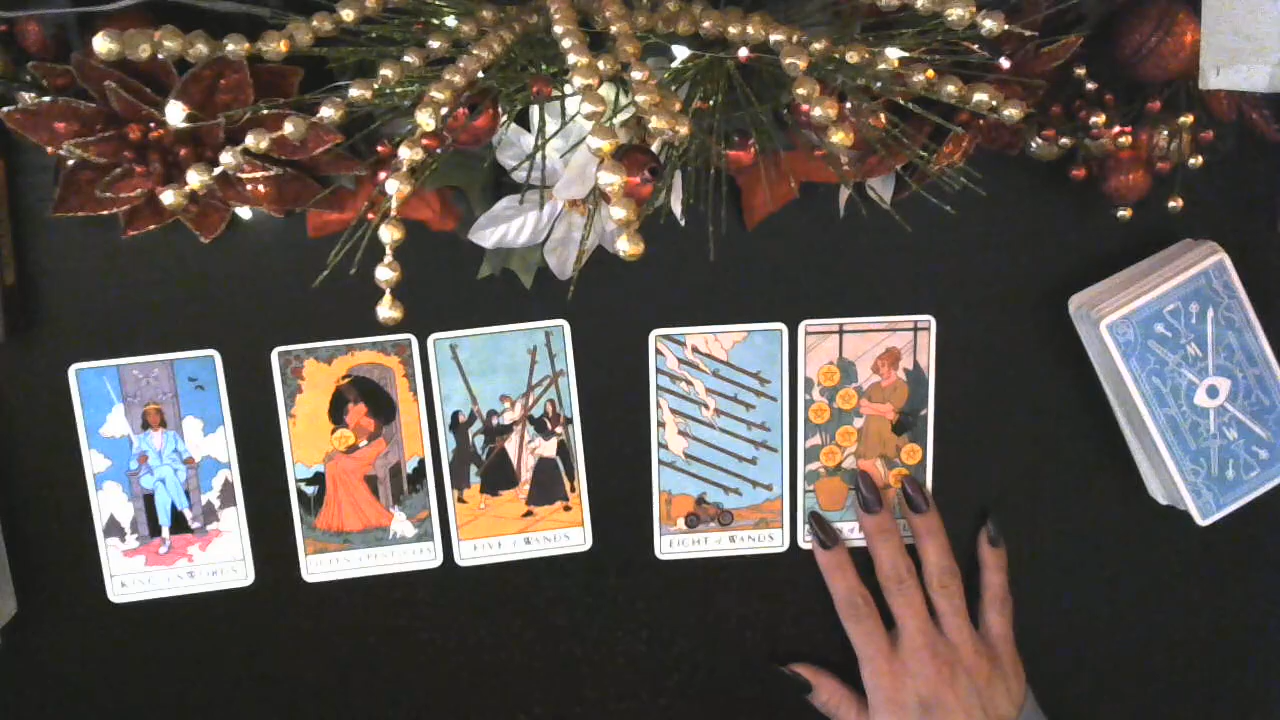 KING of SWORDS
QUEEN of PENTACLES
FIVE of WANDS
EIGHT of WANDS